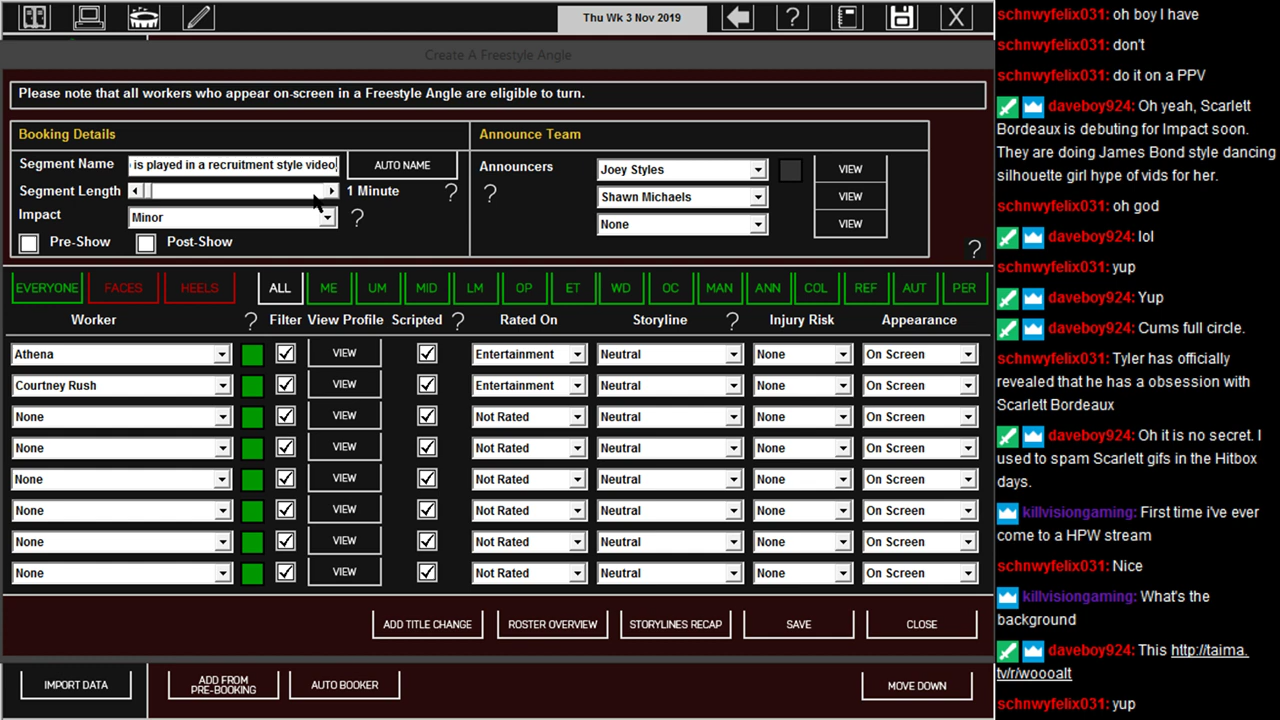 Thu Wk 3 Nov 2019
?
X
Create A Freestyle Angle
Please note that all workers who appear on-screen in a Freestyle Angle are eligible to turn.
Booking Details
Segment Name
is played in a recruitment style video
AUTO NAME
Segment Length
1 Minute
?
Impact
Minor
?
Pre-Show
Post-Show
Announce Team
Announcers
?
Joey Styles
VIEW
Shawn Michaels
VIEW
None
VIEW
?
EVERYONE FACES HEELS ALL ME UM MID LM OP ET WD OC MAN ANN COL REF AUT PER
Worker ? Filter View Profile Scripted ? Rated On Storyline ? Injury Risk Appearance
Athena VIEW Entertainment Neutral None On Screen
Courtney Rush VIEW Entertainment Neutral None On Screen
None VIEW Not Rated Neutral None On Screen
None VIEW Not Rated Neutral None On Screen
None VIEW Not Rated Neutral None On Screen
None VIEW Not Rated Neutral None On Screen
None VIEW Not Rated Neutral None On Screen
None VIEW Not Rated Neutral None On Screen
ADD TITLE CHANGE ROSTER OVERVIEW STORYLINES RECAP SAVE CLOSE
IMPORT DATA
ADD FROM
PRE-BOOKING
AUTO BOOKER
MOVE DOWN
schnwyfelix031: oh boy I have
schnwyfelix031: don't
schnwyfelix031: do it on a PPV
daveboy924: Oh yeah, Scarlett
Bordeaux is debuting for Impact soon.
They are doing James Bond style dancing
silhouette girl hype of vids for her.
schnwyfelix031: oh god
daveboy924: lol
schnwyfelix031: yup
daveboy924: Yup
daveboy924: Cums full circle.
schnwyfelix031: Tyler has officially
revealed that he has a obsession with
Scarlett Bordeaux
daveboy924: Oh it is no secret. I
used to spam Scarlett gifs in the Hitbox
days.
killvisiongaming: First time i've ever
come to a HPW stream
schnwyfelix031: Nice
killvisiongaming: What's the
background
daveboy924: This http://taima.
tv/r/woooalt
schnwyfelix031: yup